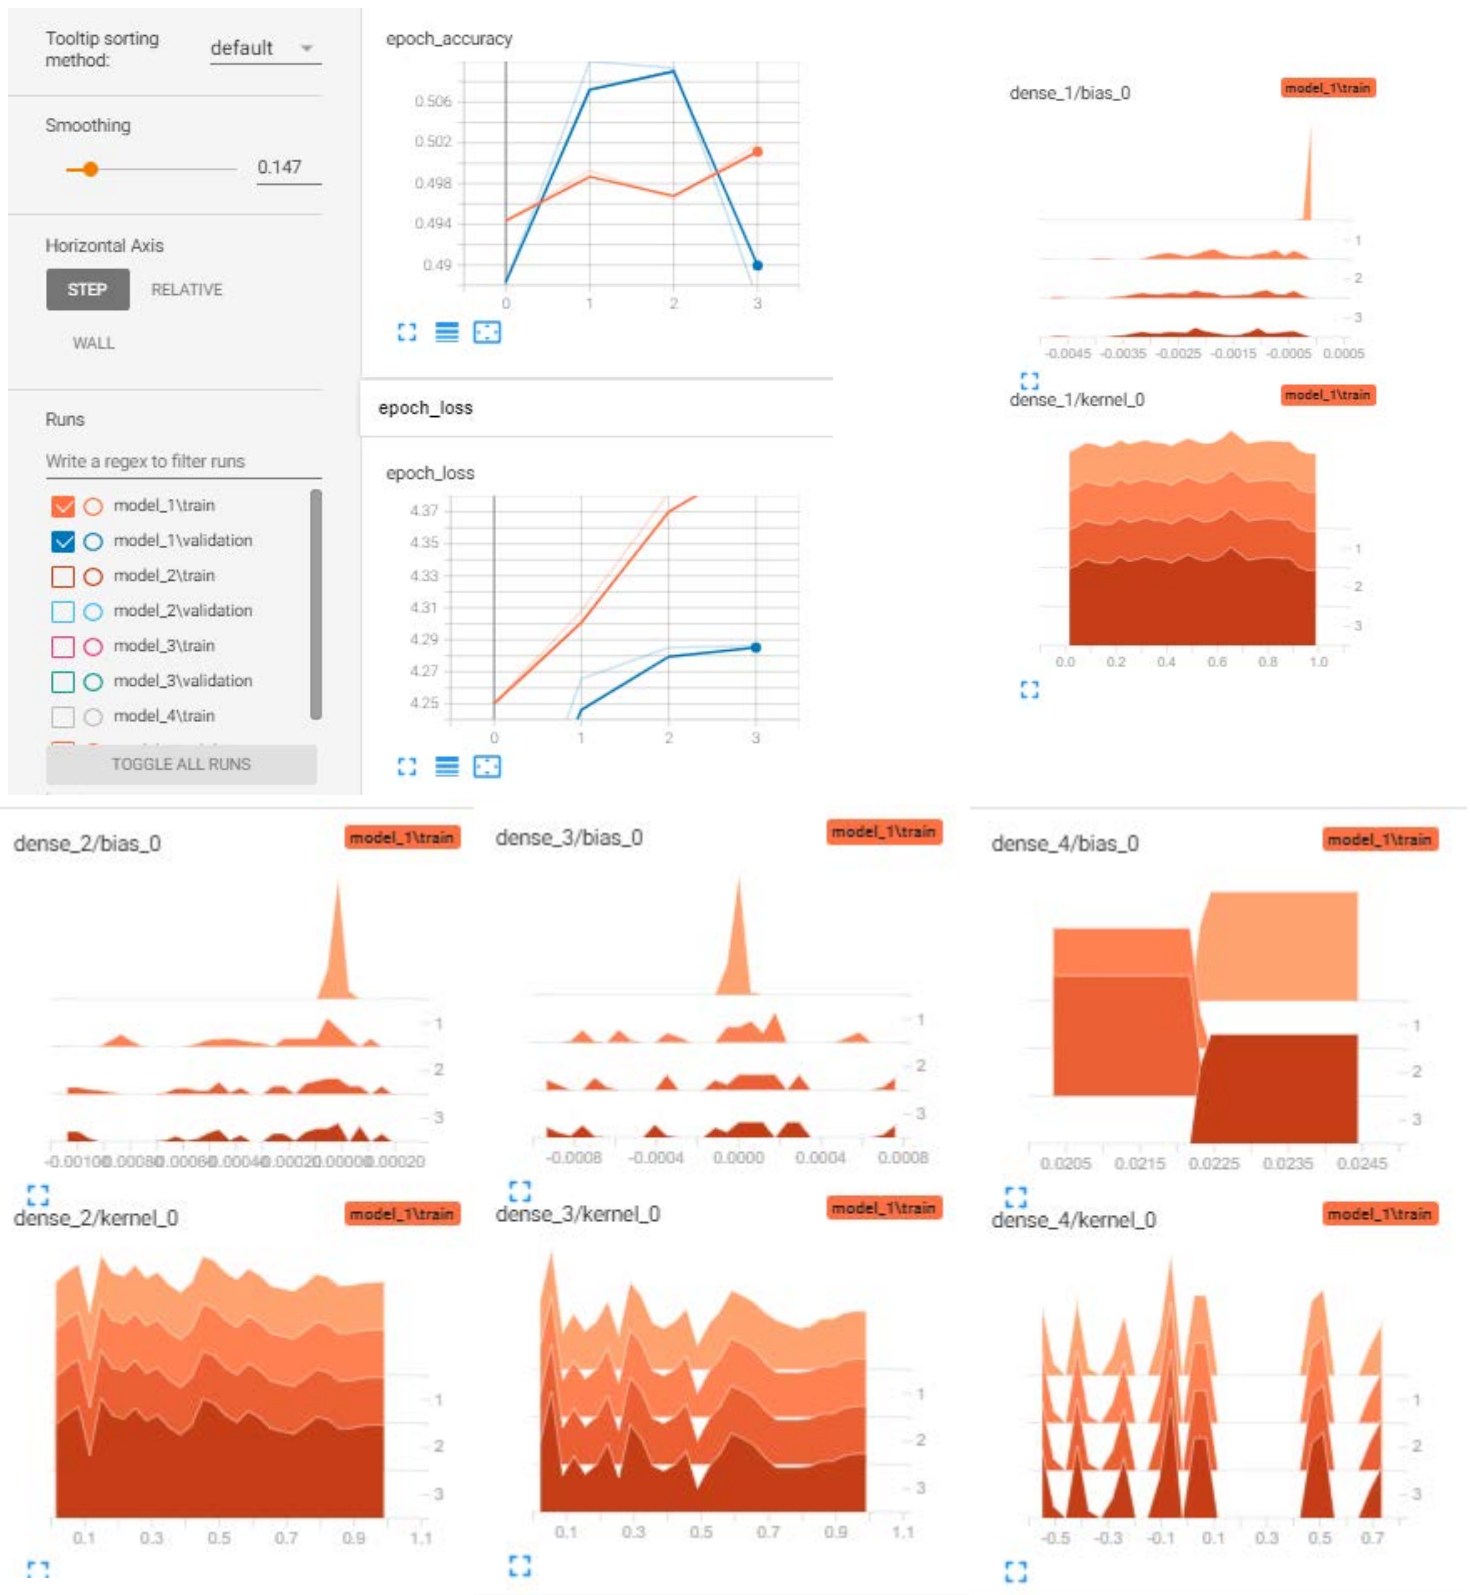 Tooltip sorting
method:
default
Smoothing
0.147
Horizontal Axis
STEP
RELATIVE
WALL
Runs
Write a regex to filter runs
model_1\train
model_1\validation
model_2\train
model_2\validation
model_3\train
model_3\validation
model_4\train
TOGGLE ALL RUNS
epoch_accuracy
0.506
0.502
0.498
0.494
0.49
0 1 2 3
epoch_loss
epoch_loss
4.37
4.35
4.33
4.31
4.29
4.27
4.25
0 1 2 3
dense_1/bias_0
model_1\train
1
2
3
-0.0045 -0.0035 -0.0025 -0.0015 -0.0005 0.0005
dense_1/kernel_0
model_1\train
1
2
3
0.0 0.2 0.4 0.6 0.8 1.0
dense_2/bias_0
model_1\train
1
2
3
0.00020
dense_3/bias_0
model_1\train
1
2
3
-0.0008 -0.0004 0.0000 0.0004 0.0008
dense_4/bias_0
model_1\train
1
2
3
0.0205 0.0215 0.0225 0.0235 0.0245
dense_2/kernel_0
model_1\train
1
2
3
0.1 0.3 0.5 0.7 0.9 1.1
dense_3/kernel_0
model_1\train
1
2
3
0.1 0.3 0.5 0.7 0.9 1.1
dense_4/kernel_0
model_1\train
1
2
3
-0.5 -0.3 -0.1 0.1 0.3 0.5 0.7